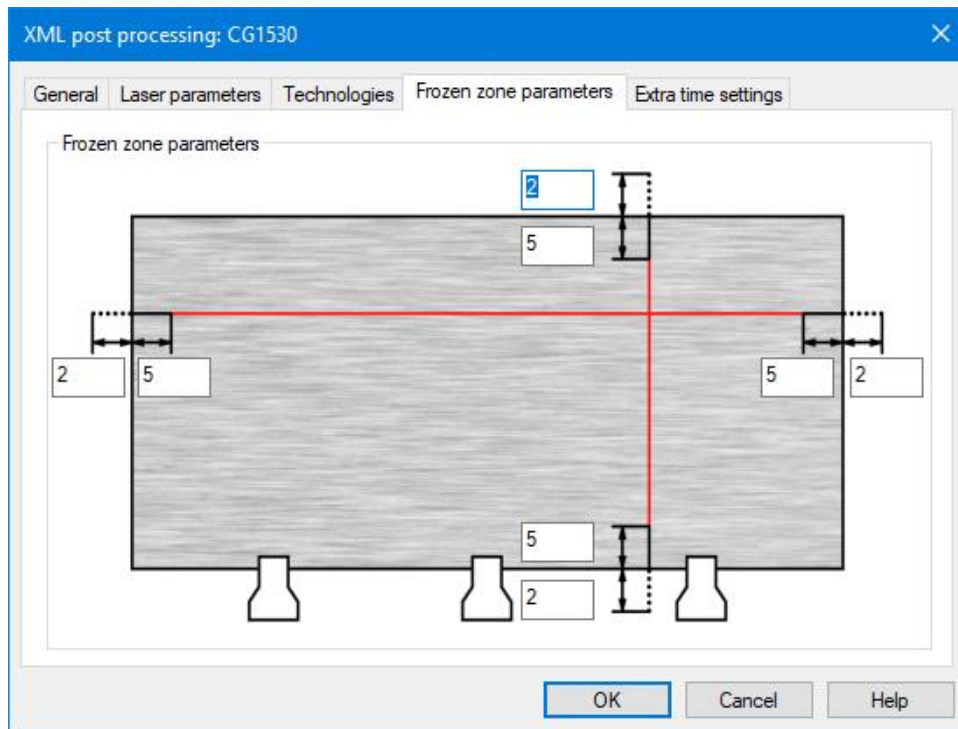 XML post processing: CG1530
General Laser parameters Technologies Frozen zone parameters Extra time settings
Frozen zone parameters
2
5
2 5 5 2
5
2
OK Cancel Help